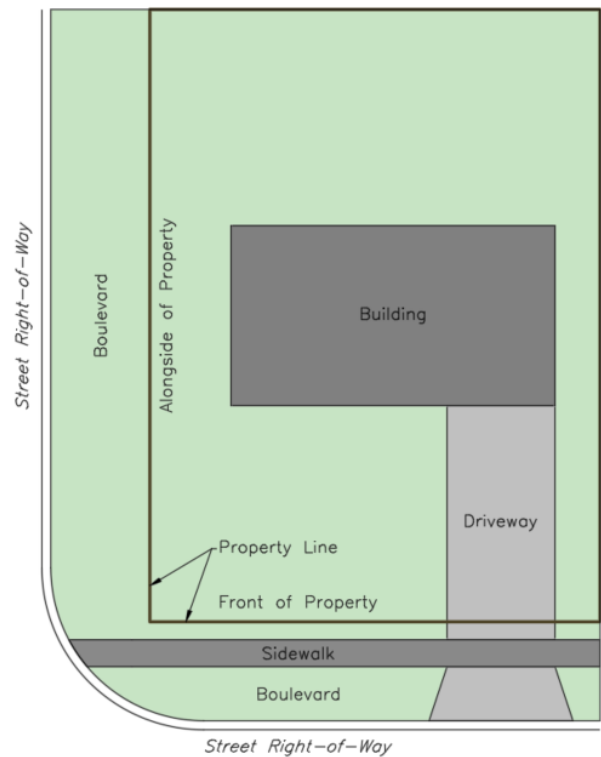 Street Right-of-Way
Boulevard
Alongside of Property
Building
Driveway
Property Line
Front of Property
Sidewalk
Boulevard
Street Right-of-Way